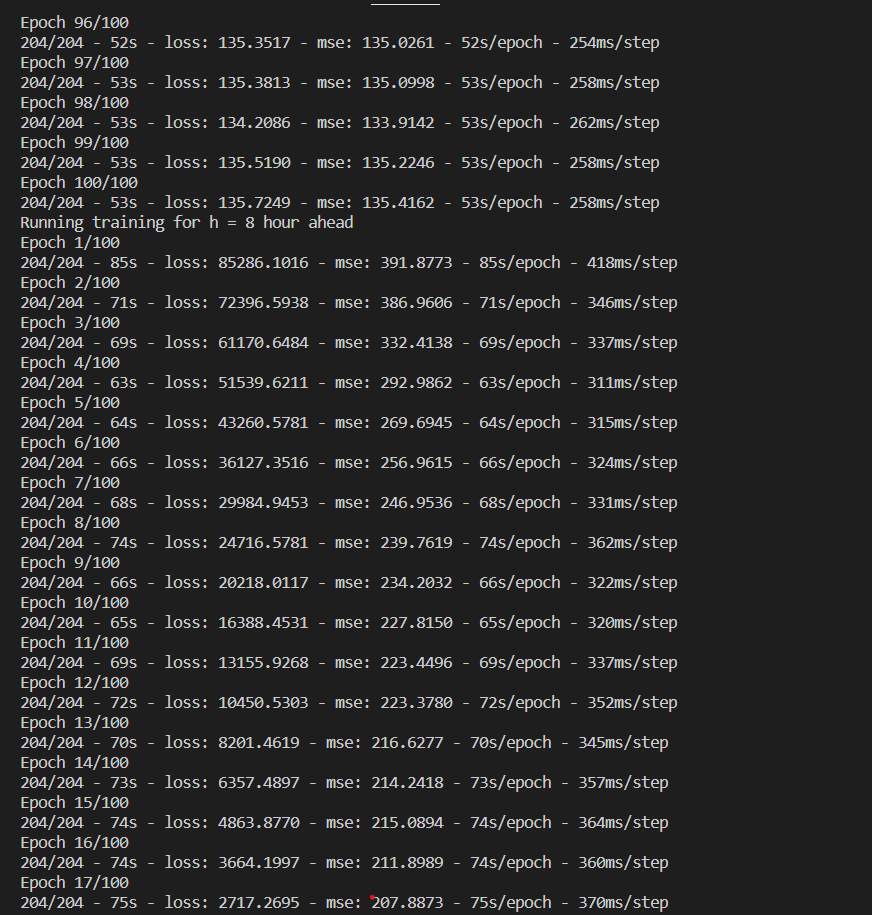 Epoch 96/100
204/204 - 52s - loss: 135.3517 - mse: 135.0261 - 52s/epoch - 254ms/step
Epoch 97/100
204/204 - 53s - loss: 135.3813 - mse: 135.0998 - 53s/epoch - 258ms/step
Epoch 98/100
204/204 - 53s - loss: 134.2086 - mse: 133.9142 - 53s/epoch - 262ms/step
Epoch 99/100
204/204 - 53s - loss: 135.5190 - mse: 135.2246 - 53s/epoch - 258ms/step
Epoch 100/100
204/204 - 53s - loss: 135.7249 - mse: 135.4162 - 53s/epoch - 258ms/step
Running training for h = 8 hour ahead
Epoch 1/100
204/204 - 85s - loss: 85286.1016 - mse: 391.8773 - 85s/epoch - 418ms/step
Epoch 2/100
204/204 - 71s - loss: 72396.5938 - mse: 386.9606 - 71s/epoch - 346ms/step
Epoch 3/100
204/204 - 69s - loss: 61170.6484 - mse: 332.4138 - 69s/epoch - 337ms/step
Epoch 4/100
204/204 - 63s - loss: 51539.6211 - mse: 292.9862 - 63s/epoch - 311ms/step
Epoch 5/100
204/204 - 64s - loss: 43260.5781 - mse: 269.6945 - 64s/epoch - 315ms/step
Epoch 6/100
204/204 - 66s - loss: 36127.3516 - mse: 256.9615 - 66s/epoch - 324ms/step
Epoch 7/100
204/204 - 68s - loss: 29984.9453 - mse: 246.9536 - 68s/epoch - 331ms/step
Epoch 8/100
204/204 - 74s - loss: 24716.5781 - mse: 239.7619 - 74s/epoch - 362ms/step
Epoch 9/100
204/204 - 66s - loss: 20218.0117 - mse: 234.2032 - 66s/epoch - 322ms/step
Epoch 10/100
204/204 - 65s - loss: 16388.4531 - mse: 227.8150 - 65s/epoch - 320ms/step
Epoch 11/100
204/204 - 69s - loss: 13155.9268 - mse: 223.4496 - 69s/epoch - 337ms/step
Epoch 12/100
204/204 - 72s - loss: 10450.5303 - mse: 223.3780 - 72s/epoch - 352ms/step
Epoch 13/100
204/204 - 70s - loss: 8201.4619 - mse: 216.6277 - 70s/epoch - 345ms/step
Epoch 14/100
204/204 - 73s - loss: 6357.4897 - mse: 214.2418 - 73s/epoch - 357ms/step
Epoch 15/100
204/204 - 74s - loss: 4863.8770 - mse: 215.0894 - 74s/epoch - 364ms/step
Epoch 16/100
204/204 - 74s - loss: 3664.1997 - mse: 211.8989 - 74s/epoch - 360ms/step
Epoch 17/100
204/204 - 75s - loss: 2717.2695 - mse: 207.8873 - 75s/epoch - 370ms/step